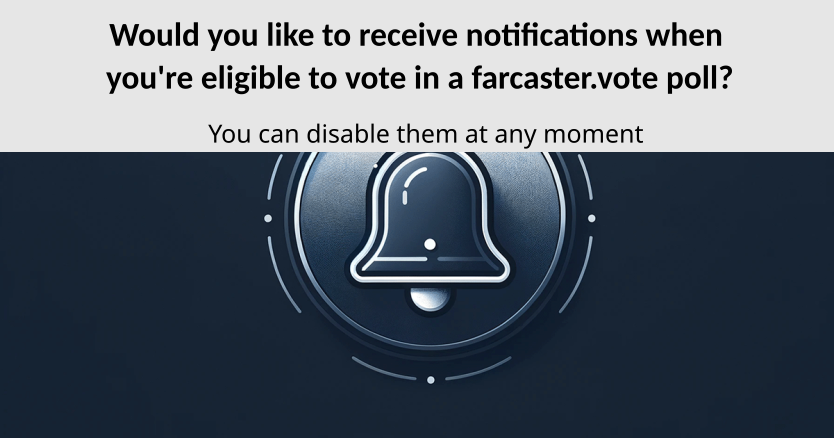 Would you like to receive notifications when
you're eligible to vote in a farcaster.vote poll?
You can disable them at any moment